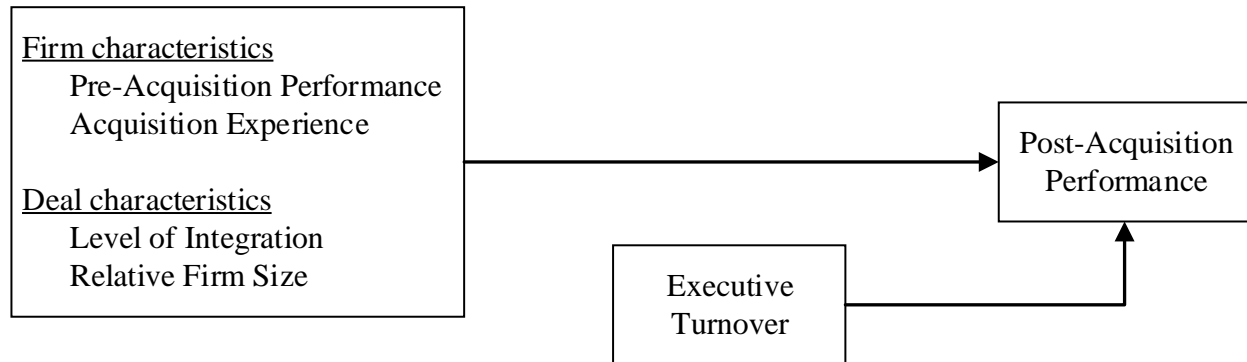 Firm characteristics
Pre-Acquisition Performance
Acquisition Experience
Deal characteristics
Level of Integration
Relative Firm Size
Post-Acquisition
Performance
Executive
Turnover